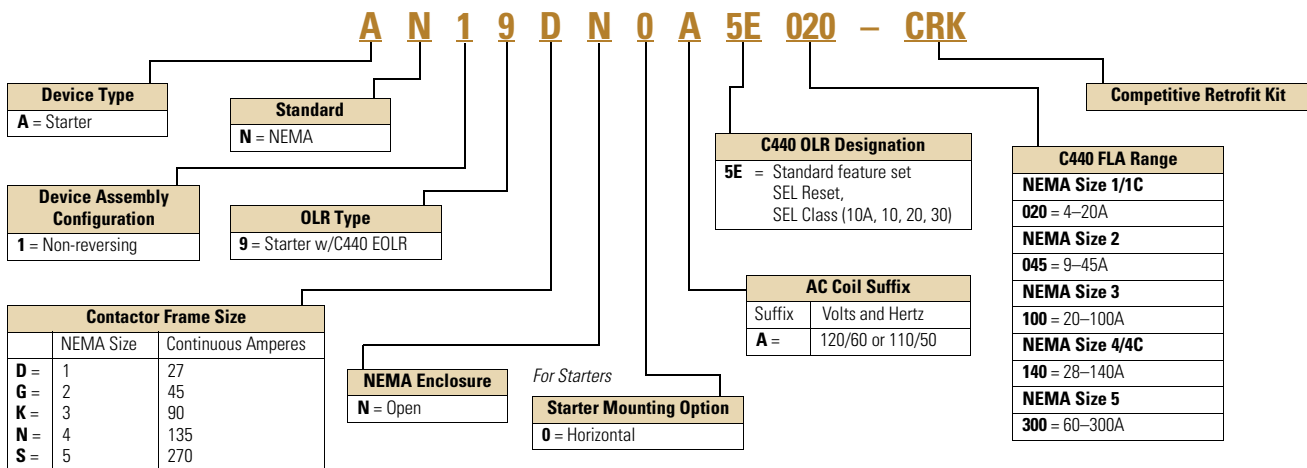 A N 1 9 D N 0 A 5E 020 – CRK
Device Type
A = Starter
Standard
N = NEMA
Competitive Retrofit Kit
C440 OLR Designation
5E = Standard feature set
SEL Reset,
SEL Class (10A, 10, 20, 30)
C440 FLA Range
NEMA Size 1/1C
020 = 4–20A
NEMA Size 2
045 = 9–45A
NEMA Size 3
100 = 20–100A
NEMA Size 4/4C
140 = 28–140A
NEMA Size 5
300 = 60–300A
Device Assembly
Configuration
1 = Non-reversing
OLR Type
9 = Starter w/C440 EOLR
AC Coil Suffix
Suffix Volts and Hertz
A = 120/60 or 110/50
Contactor Frame Size
NEMA Size Continuous Amperes
D = 1 27
G = 2 45
K = 3 90
N = 4 135
S = 5 270
NEMA Enclosure
N = Open
For Starters
Starter Mounting Option
0 = Horizontal